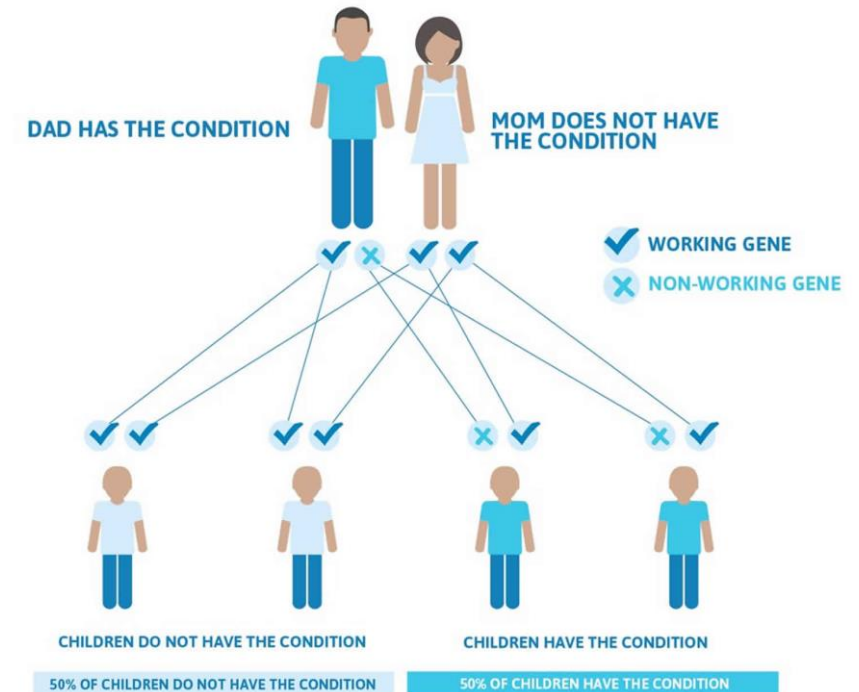 DAD HAS THE CONDITION
MOM DOES NOT HAVE
THE CONDITION
WORKING GENE
NON-WORKING GENE
CHILDREN DO NOT HAVE THE CONDITION
CHILDREN HAVE THE CONDITION
50% OF CHILDREN DO NOT HAVE THE CONDITION
50% OF CHILDREN HAVE THE CONDITION